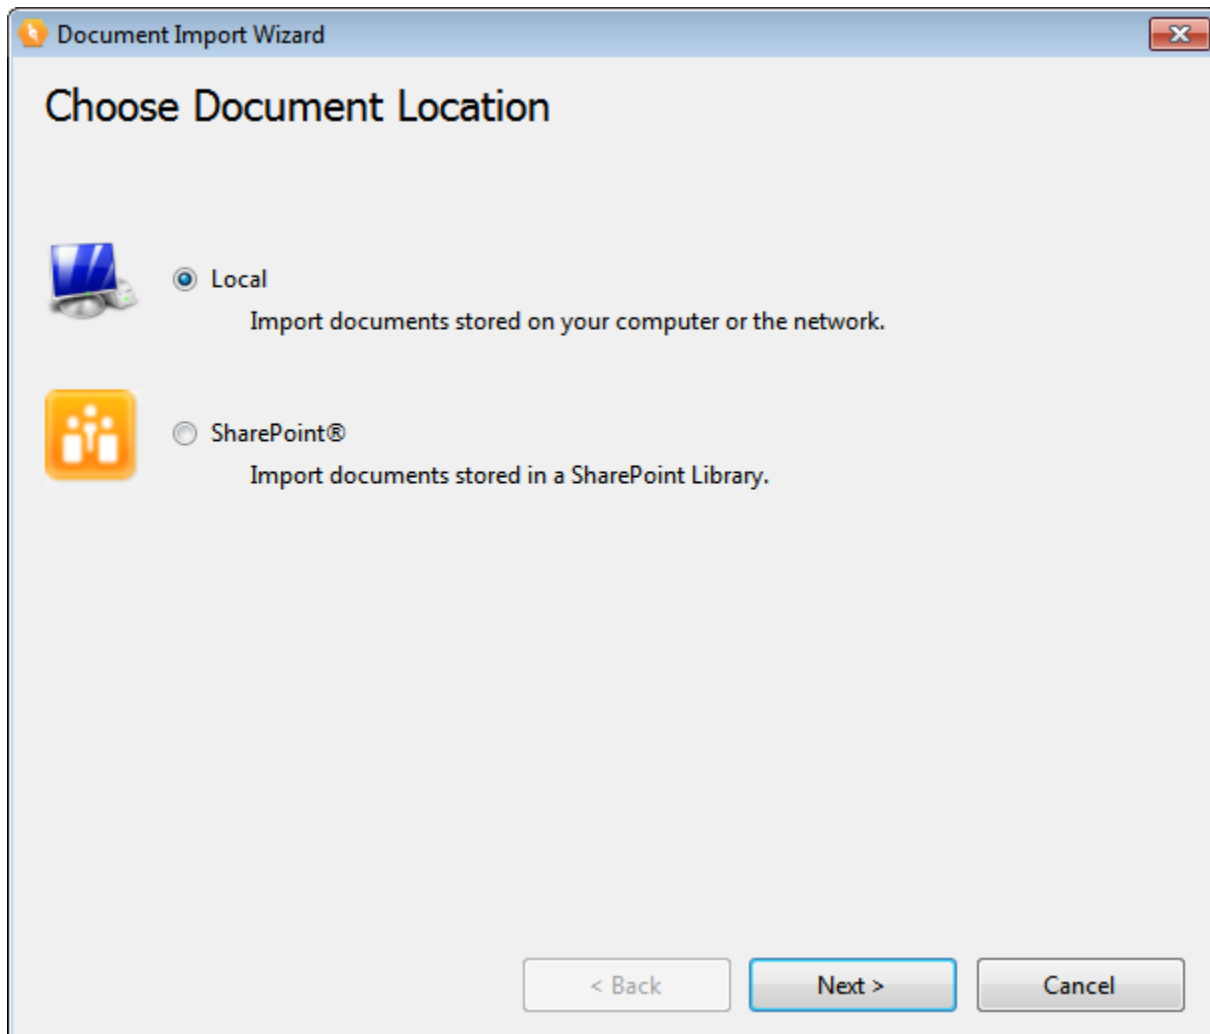 Document Import Wizard
Choose Document Location
Local
Import documents stored on your computer or the network.
SharePoint®
Import documents stored in a SharePoint Library.
< Back
Next >
Cancel